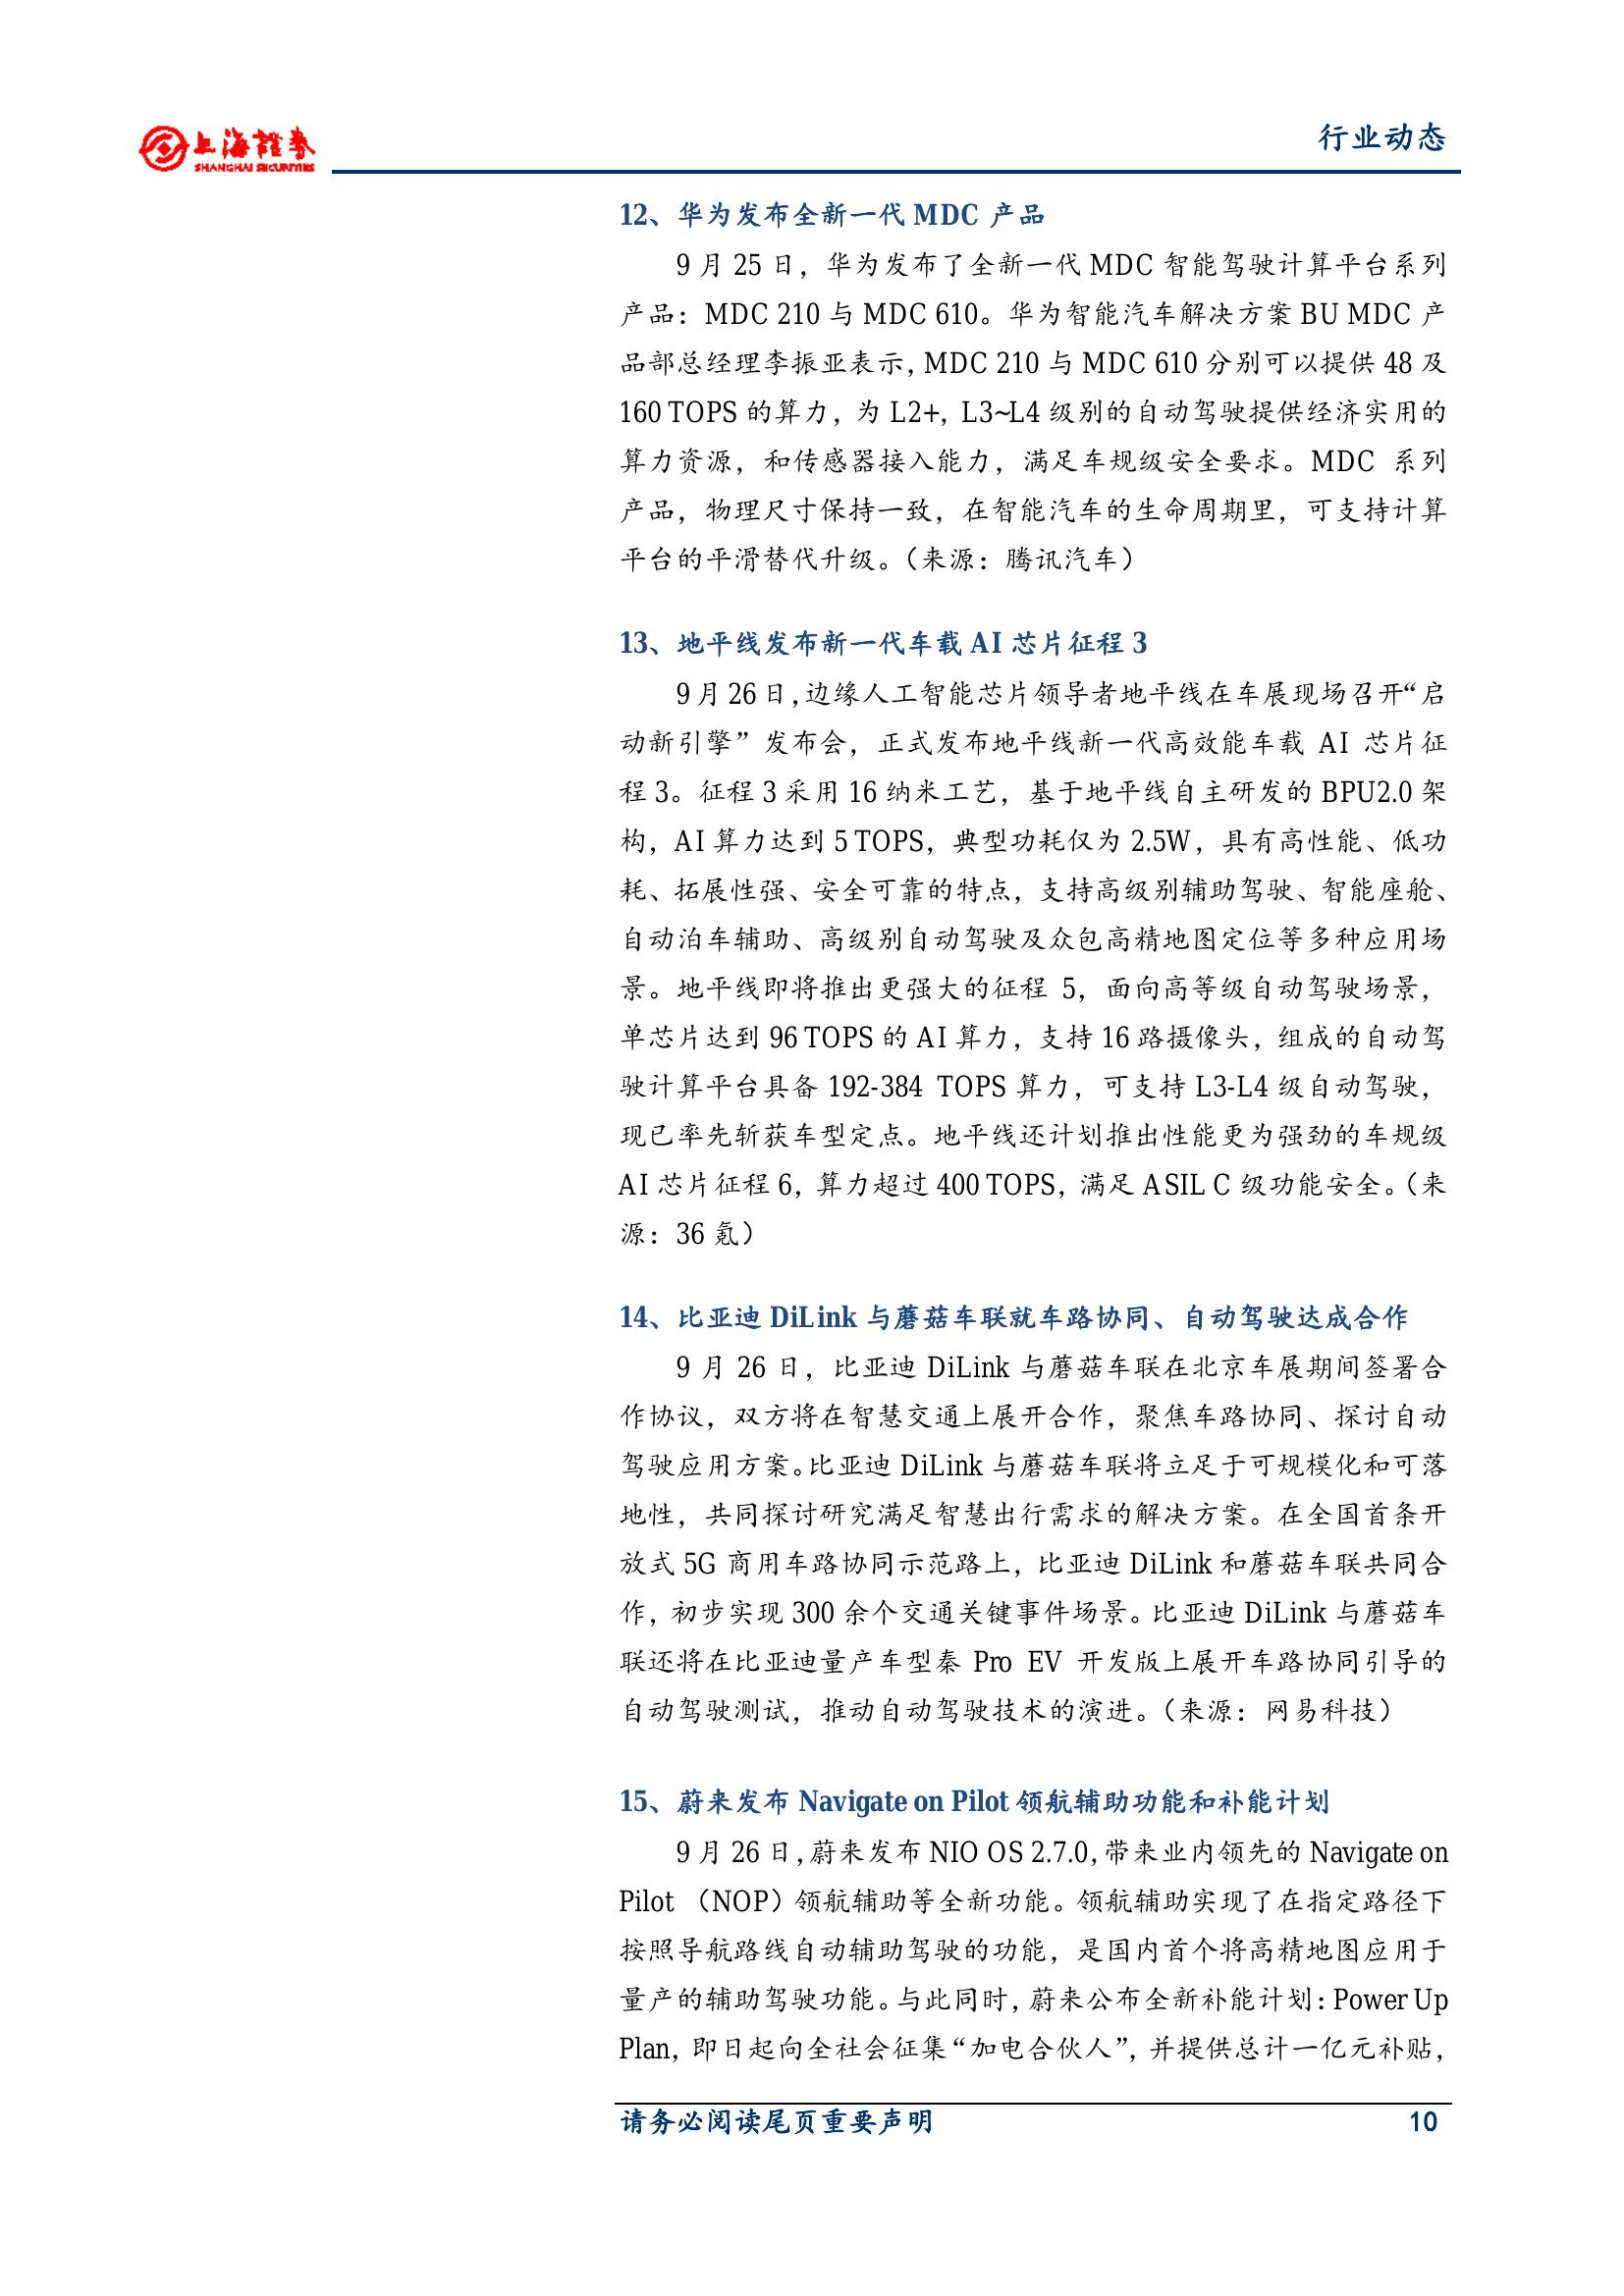 上海證券
SHANGHAI SECURITIES
行业动态
12、华为发布全新一代 MDC 产品
9 月 25 日，华为发布了全新一代 MDC 智能驾驶计算平台系列
产品：MDC 210 与 MDC 610。华为智能汽车解决方案 BU MDC 产
品部总经理李振亚表示，MDC 210 与 MDC 610 分别可以提供 48 及
160 TOPS 的算力，为 L2+，L3~L4 级别的自动驾驶提供经济实用的
算力资源，和传感器接入能力，满足车规级安全要求。MDC 系列
产品，物理尺寸保持一致，在智能汽车的生命周期里，可支持计算
平台的平滑替代升级。（来源：腾讯汽车）
13、地平线发布新一代车载 AI 芯片征程 3
9 月 26 日，边缘人工智能芯片领导者地平线在车展现场召开“启
动新引擎”发布会，正式发布地平线新一代高效能车载 AI 芯片征
程 3。征程 3 采用 16 纳米工艺，基于地平线自主研发的 BPU2.0 架
构，AI 算力达到 5 TOPS，典型功耗仅为 2.5W，具有高性能、低功
耗、拓展性强、安全可靠的特点，支持高级别辅助驾驶、智能座舱、
自动泊车辅助、高级别自动驾驶及众包高精地图定位等多种应用场
景。地平线即将推出更强大的征程 5，面向高等级自动驾驶场景，
单芯片达到 96 TOPS 的 AI 算力，支持 16 路摄像头，组成的自动驾
驶计算平台具备 192-384 TOPS 算力，可支持 L3-L4 级自动驾驶，
现已率先斩获车型定点。地平线还计划推出性能更为强劲的车规级
AI 芯片征程 6，算力超过 400 TOPS，满足 ASIL C 级功能安全。（来
源：36 氪）
14、比亚迪 DiLink 与蘑菇车联就车路协同、自动驾驶达成合作
9 月 26 日，比亚迪 DiLink 与蘑菇车联在北京车展期间签署合
作协议，双方将在智慧交通上展开合作，聚焦车路协同、探讨自动
驾驶应用方案。比亚迪 DiLink 与蘑菇车联将立足于可规模化和可落
地性，共同探讨研究满足智慧出行需求的解决方案。在全国首条开
放式 5G 商用车路协同示范路上，比亚迪 DiLink 和蘑菇车联共同合
作，初步实现 300 余个交通关键事件场景。比亚迪 DiLink 与蘑菇车
联还将在比亚迪量产车型秦 Pro EV 开发版上展开车路协同引导的
自动驾驶测试，推动自动驾驶技术的演进。（来源：网易科技）
15、蔚来发布 Navigate on Pilot 领航辅助功能和补能计划
9 月 26 日，蔚来发布 NIO OS 2.7.0，带来业内领先的 Navigate on
Pilot （NOP）领航辅助等全新功能。领航辅助实现了在指定路径下
按照导航路线自动辅助驾驶的功能，是国内首个将高精地图应用于
量产的辅助驾驶功能。与此同时，蔚来公布全新补能计划：Power Up
Plan，即日起向全社会征集“加电合伙人”，并提供总计一亿元补贴，
请务必阅读尾页重要声明 10